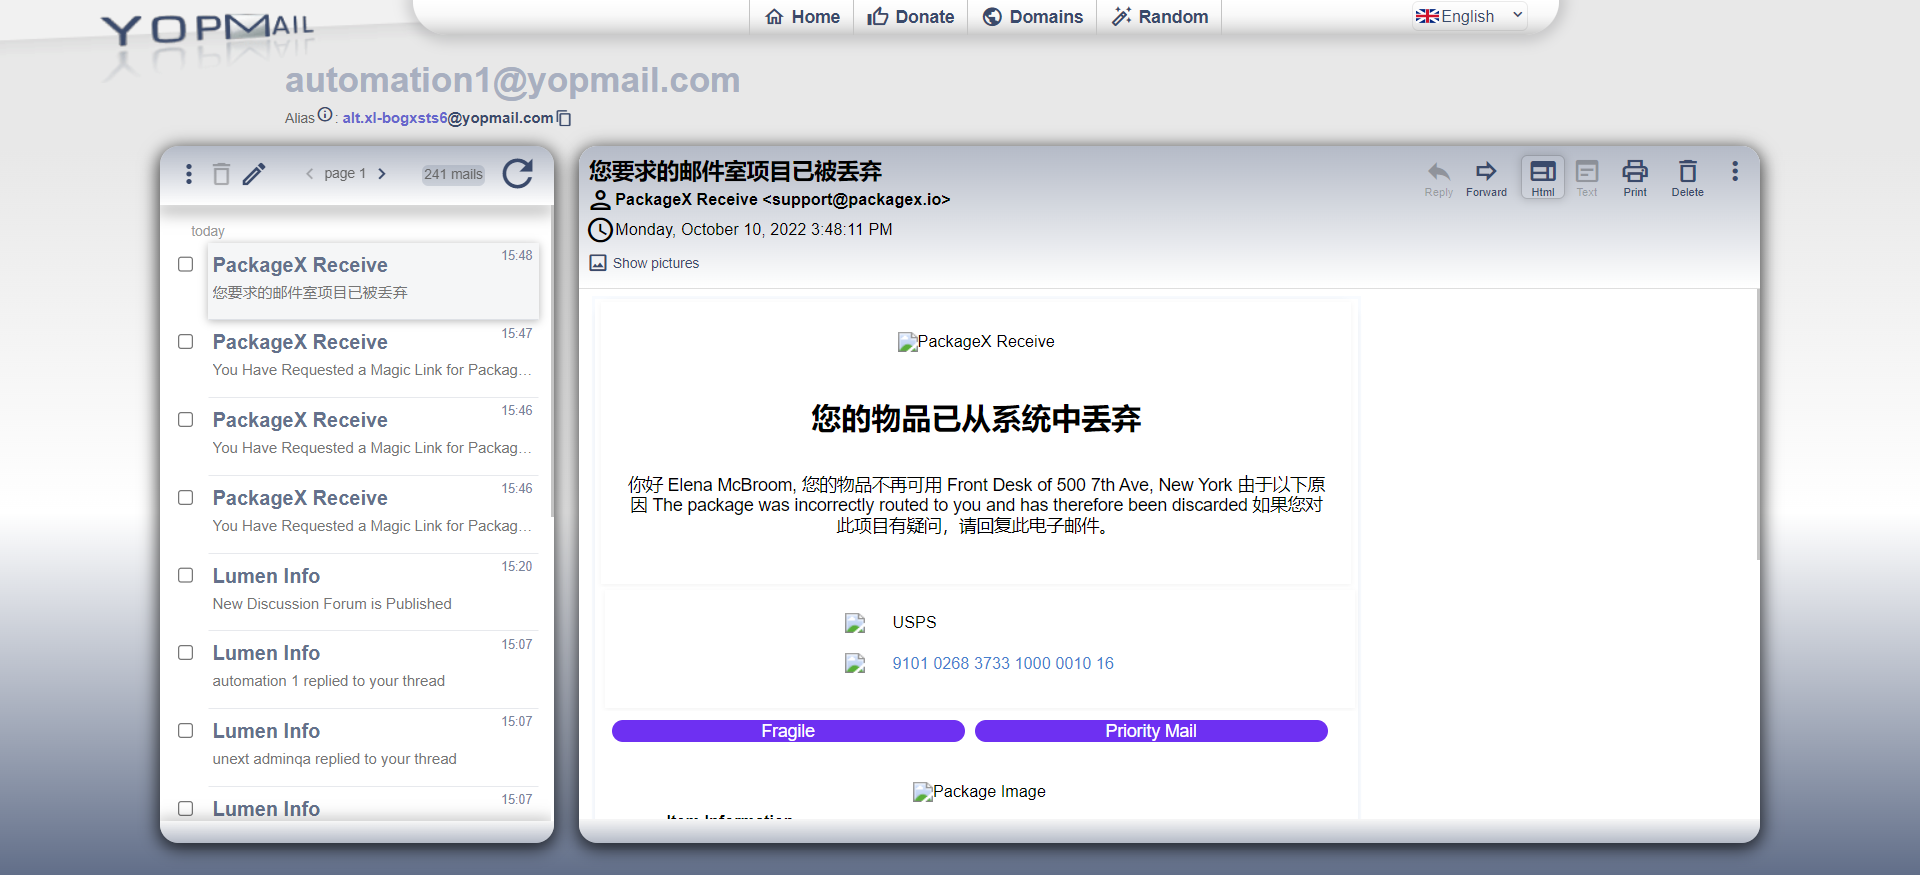 YOPMAIL
Home
Donate
Domains
Random
English
automation1@yopmail.com
Alias : alt.xl-bogxsts6@yopmail.com
page 1
241 mails
today
PackageX Receive
15:48
您要求的邮件室项目已被丢弃
PackageX Receive
15:47
You Have Requested a Magic Link for Packag...
PackageX Receive
15:46
You Have Requested a Magic Link for Packag...
PackageX Receive
15:46
You Have Requested a Magic Link for Packag...
Lumen Info
15:20
New Discussion Forum is Published
Lumen Info
15:07
automation 1 replied to your thread
Lumen Info
15:07
unext adminqa replied to your thread
Lumen Info
15:07
您要求的邮件室项目已被丢弃
PackageX Receive <support@packagex.io>
Monday, October 10, 2022 3:48:11 PM
Show pictures
Reply
Forward
Html
Text
Print
Delete
PackageX Receive
您的物品已从系统中丢弃
你好 Elena McBroom, 您的物品不再可用 Front Desk of 500 7th Ave, New York 由于以下原
因 The package was incorrectly routed to you and has therefore been discarded 如果您对
此项目有疑问，请回复此电子邮件。
USPS
9101 0268 3733 1000 0010 16
Fragile
Priority Mail
Package Image
Item Information